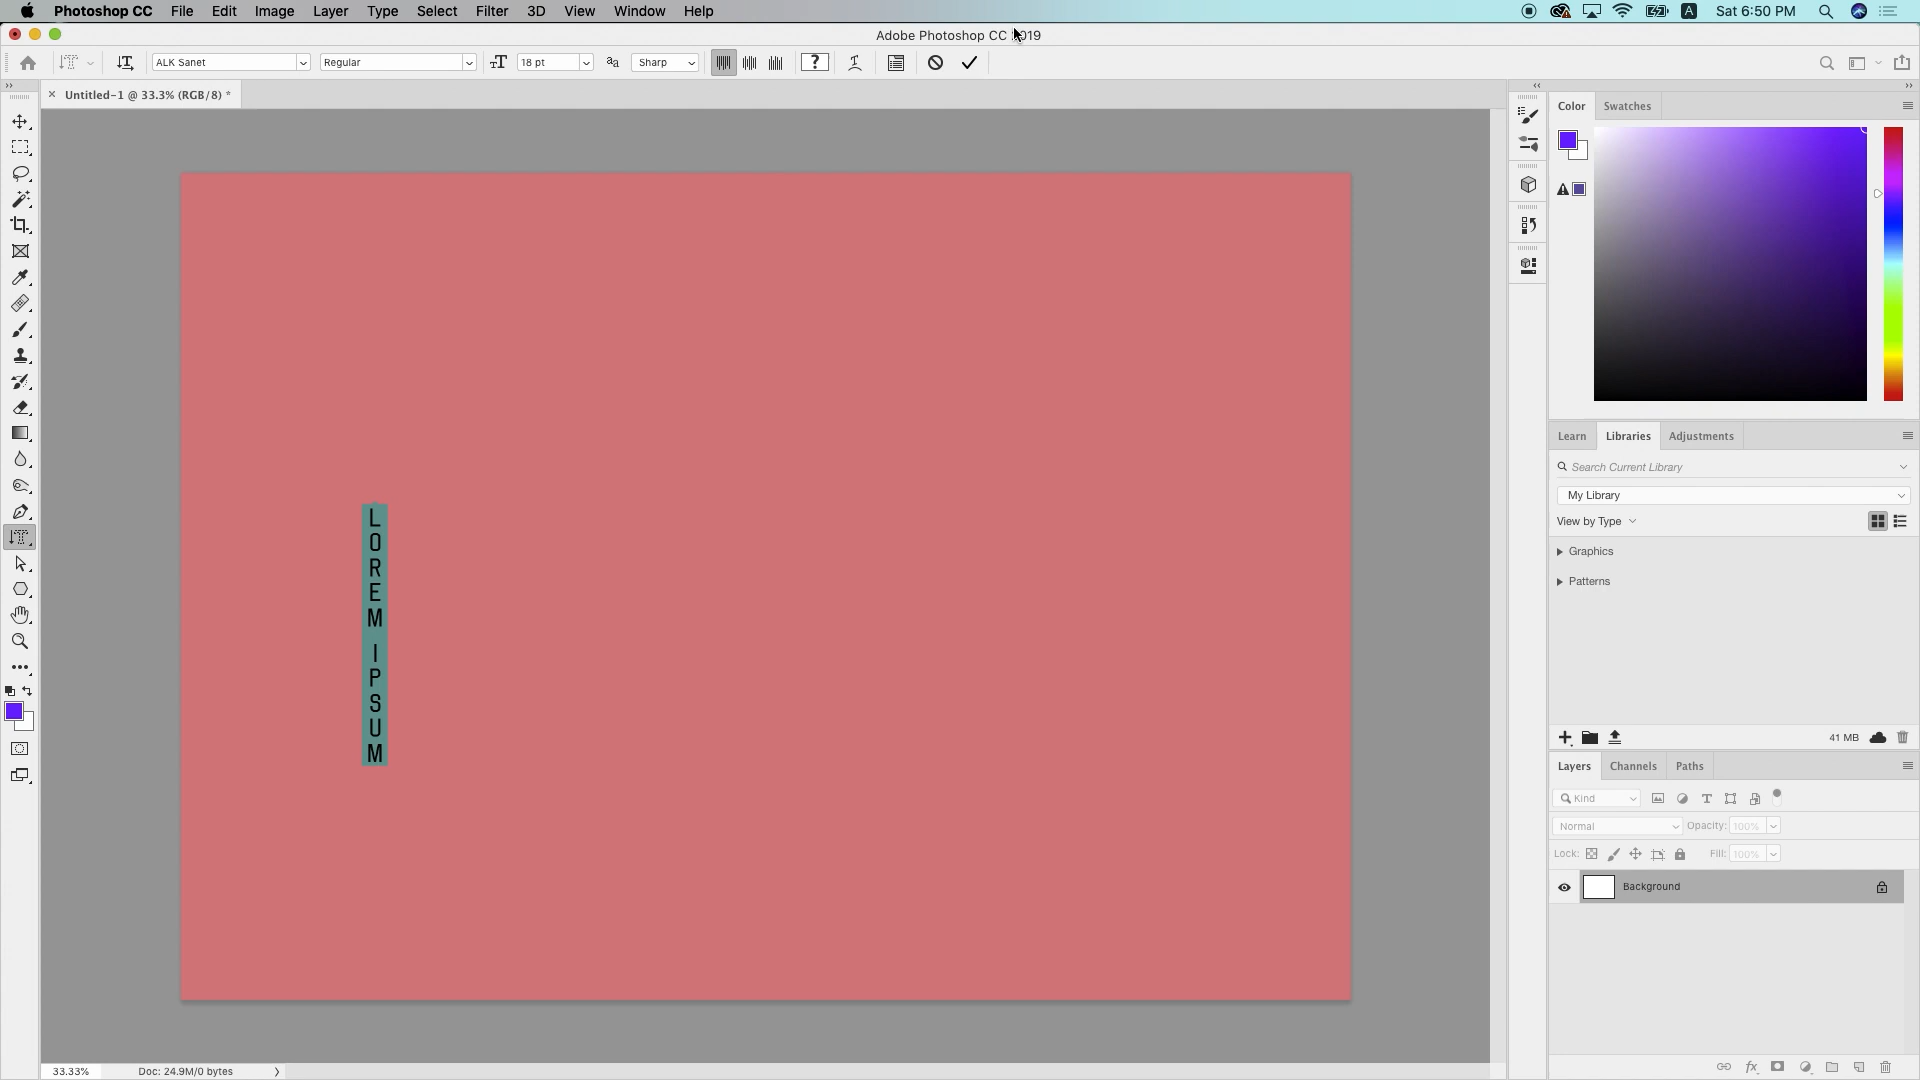 Photoshop CC File Edit Image Layer Type Select Filter 3D View Window Help A Sat 6:50 PM
Adobe Photoshop CC 2019
ALK Sanet Regular 18 pt Sharp ?
Untitled-1 @ 33.3% (RGB/8) *
Color Swatches
LOREM IPSUM
Learn Libraries Adjustments
Search Current Library
My Library
View by Type
Graphics
Patterns
41 MB
Layers Channels Paths
Kind
Normal Opacity: 100%
Lock: Fill: 100%
Background
33.33% Doc: 24.9M/0 bytes